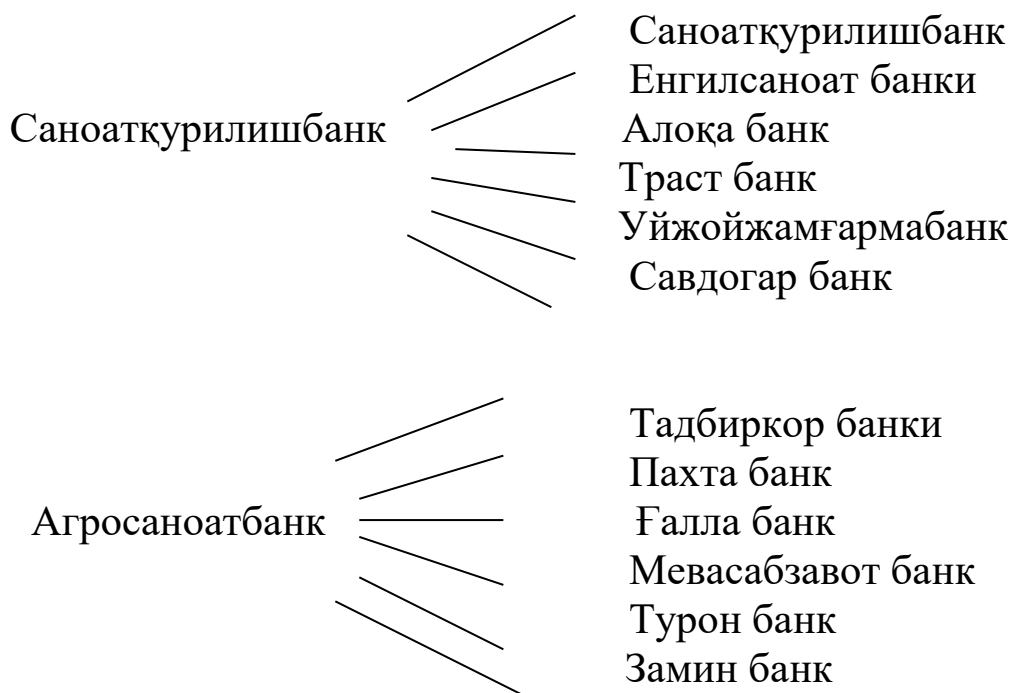 Саноатқурилишбанк
Саноатқурилишбанк
Енгилсаноат банки
Алоқа банк
Траст банк
Уйжойжамғармабанк
Савдогар банк
Агросаноатбанк
Тадбиркор банки
Пахта банк
Ғалла банк
Мевасабзавот банк
Турон банк
Замин банк